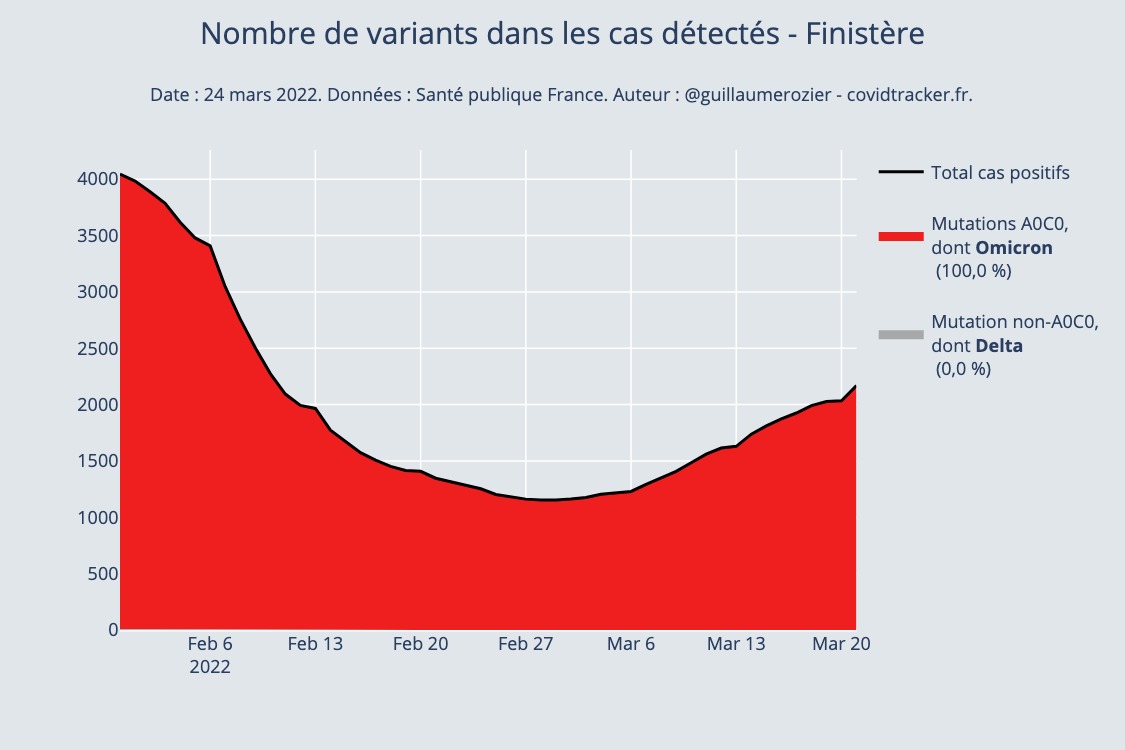 Nombre de variants dans les cas détectés - Finistère
Date : 24 mars 2022. Données : Santé publique France. Auteur : @guillaumerozier - covidtracker.fr.
4000
3500
3000
2500
2000
1500
1000
500
0
Feb 6
2022
Feb 13
Feb 20
Feb 27
Mar 6
Mar 13
Mar 20
Total cas positifs
Mutations A0C0,
dont Omicron
(100,0 %)
Mutation non-A0C0,
dont Delta
(0,0 %)